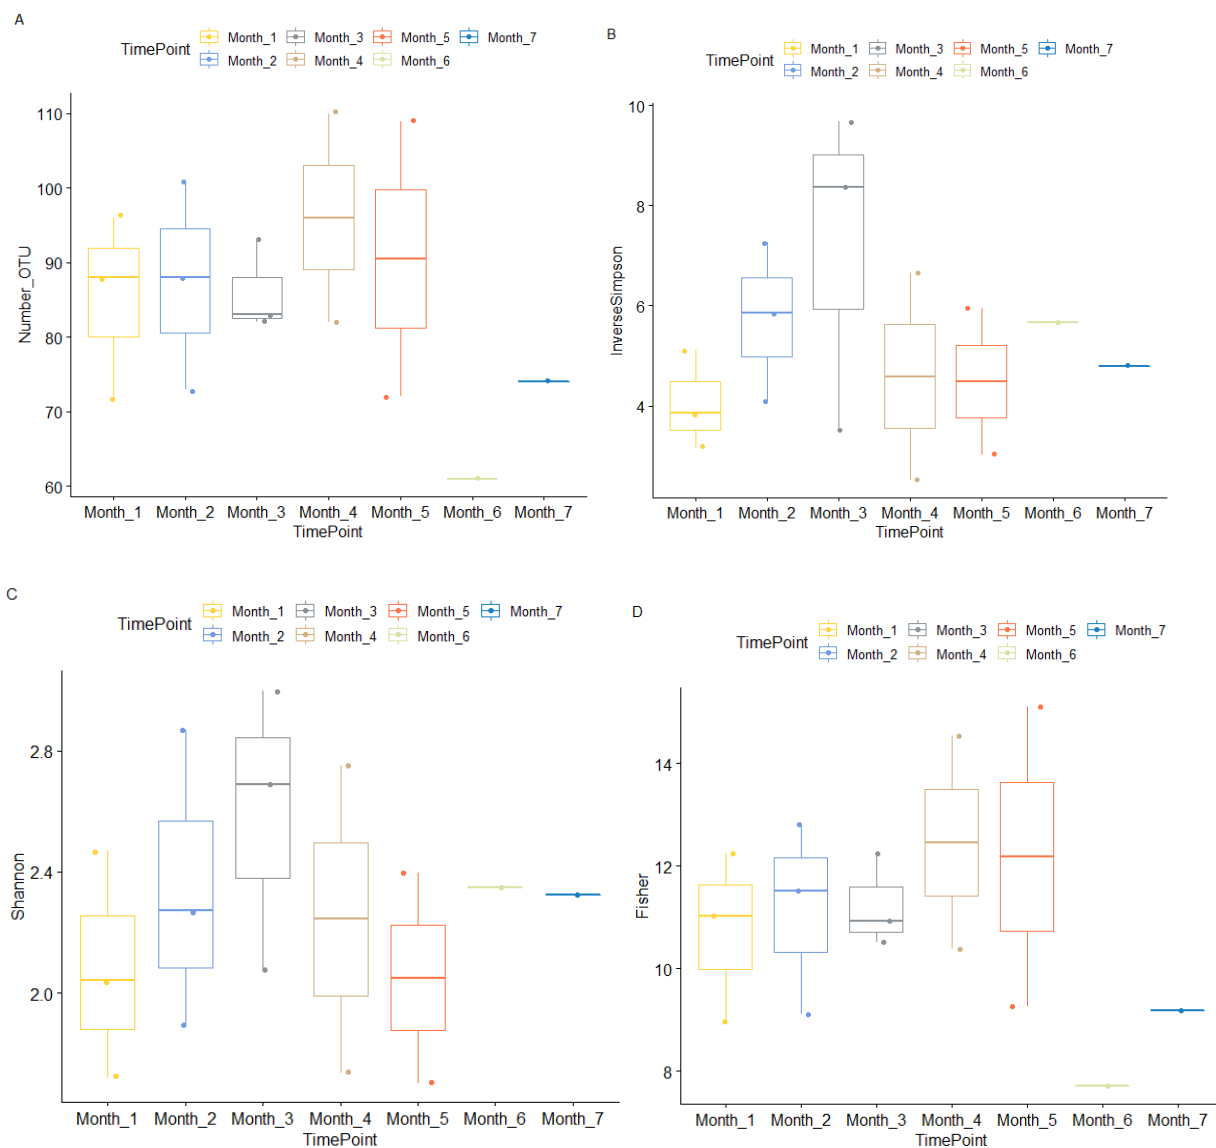 A
TimePoint
Month_1 Month_3 Month_5 Month_7
Month_2 Month_4 Month_6
Number_OTU
110
100
90
80
70
60
Month_1 Month_2 Month_3 Month_4 Month_5 Month_6 Month_7
TimePoint
B
TimePoint
Month_1 Month_3 Month_5 Month_7
Month_2 Month_4 Month_6
InverseSimpson
10
8
6
4
Month_1 Month_2 Month_3 Month_4 Month_5 Month_6 Month_7
TimePoint
C
TimePoint
Month_1 Month_3 Month_5 Month_7
Month_2 Month_4 Month_6
Shannon
2.8
2.4
2.0
Month_1 Month_2 Month_3 Month_4 Month_5 Month_6 Month_7
TimePoint
D
TimePoint
Month_1 Month_3 Month_5 Month_7
Month_2 Month_4 Month_6
Fisher
14
12
10
8
Month_1 Month_2 Month_3 Month_4 Month_5 Month_6 Month_7
TimePoint